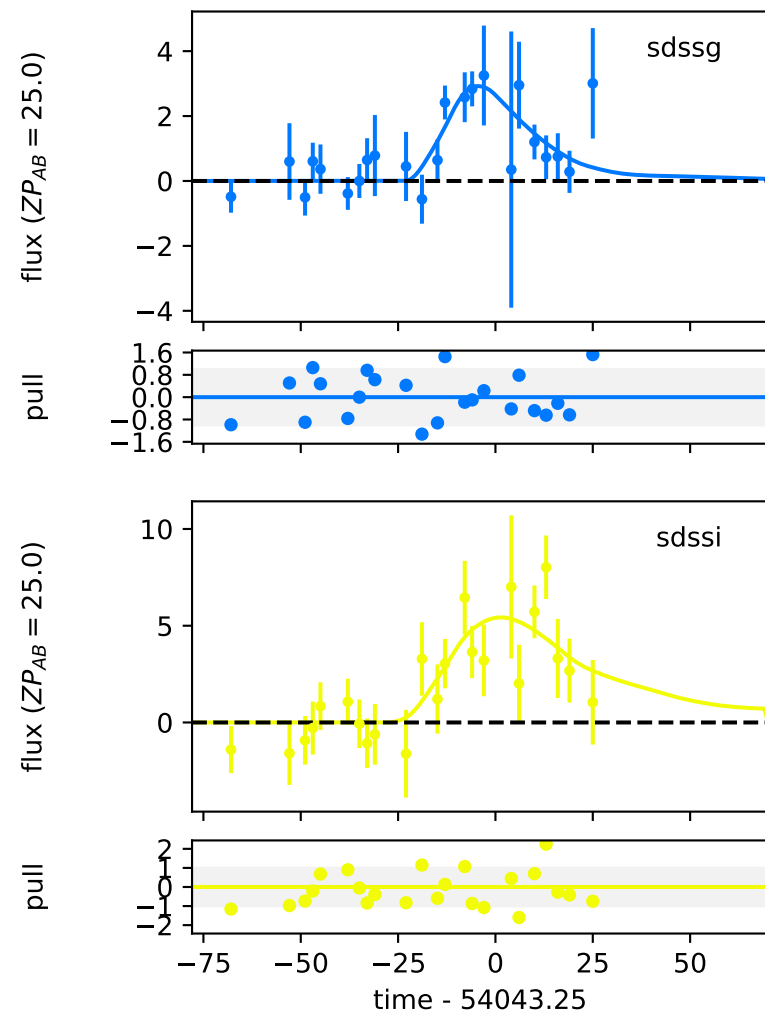 sdssg
flux (ZP_AB = 25.0)
4
2
0
−2
−4
pull
1.6
0.8
0.0
−0.8
−1.6
sdssi
flux (ZP_AB = 25.0)
10
5
0
pull
2
1
0
−1
−2
−75 −50 −25 0 25 50
time - 54043.25